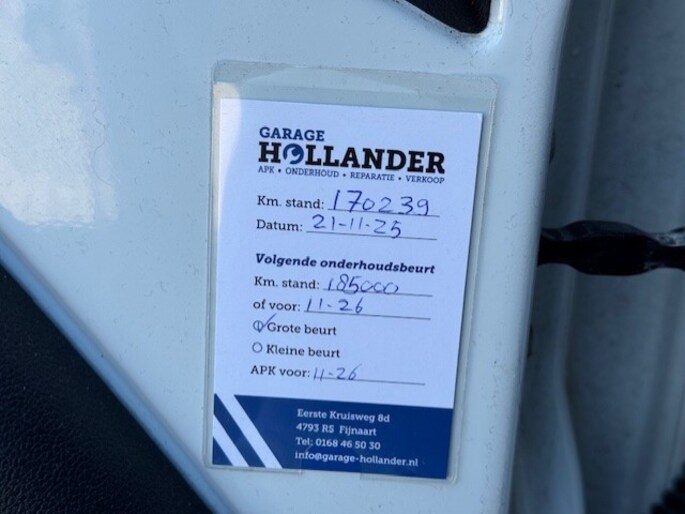 GARAGE
HOLLANDER
APK • ONDERHOUD • REPARATIE • VERKOOP
Km. stand: 170239
Datum: 21-11-25
Volgende onderhoudsbeurt
Km. stand: 185000
of voor: 11-26
Grote beurt
Kleine beurt
APK voor: 11-26
Eerste Kruisweg 8d
4793 RS Fijnaart
Tel; 0168 46 50 30
info@garage-hollander.nl